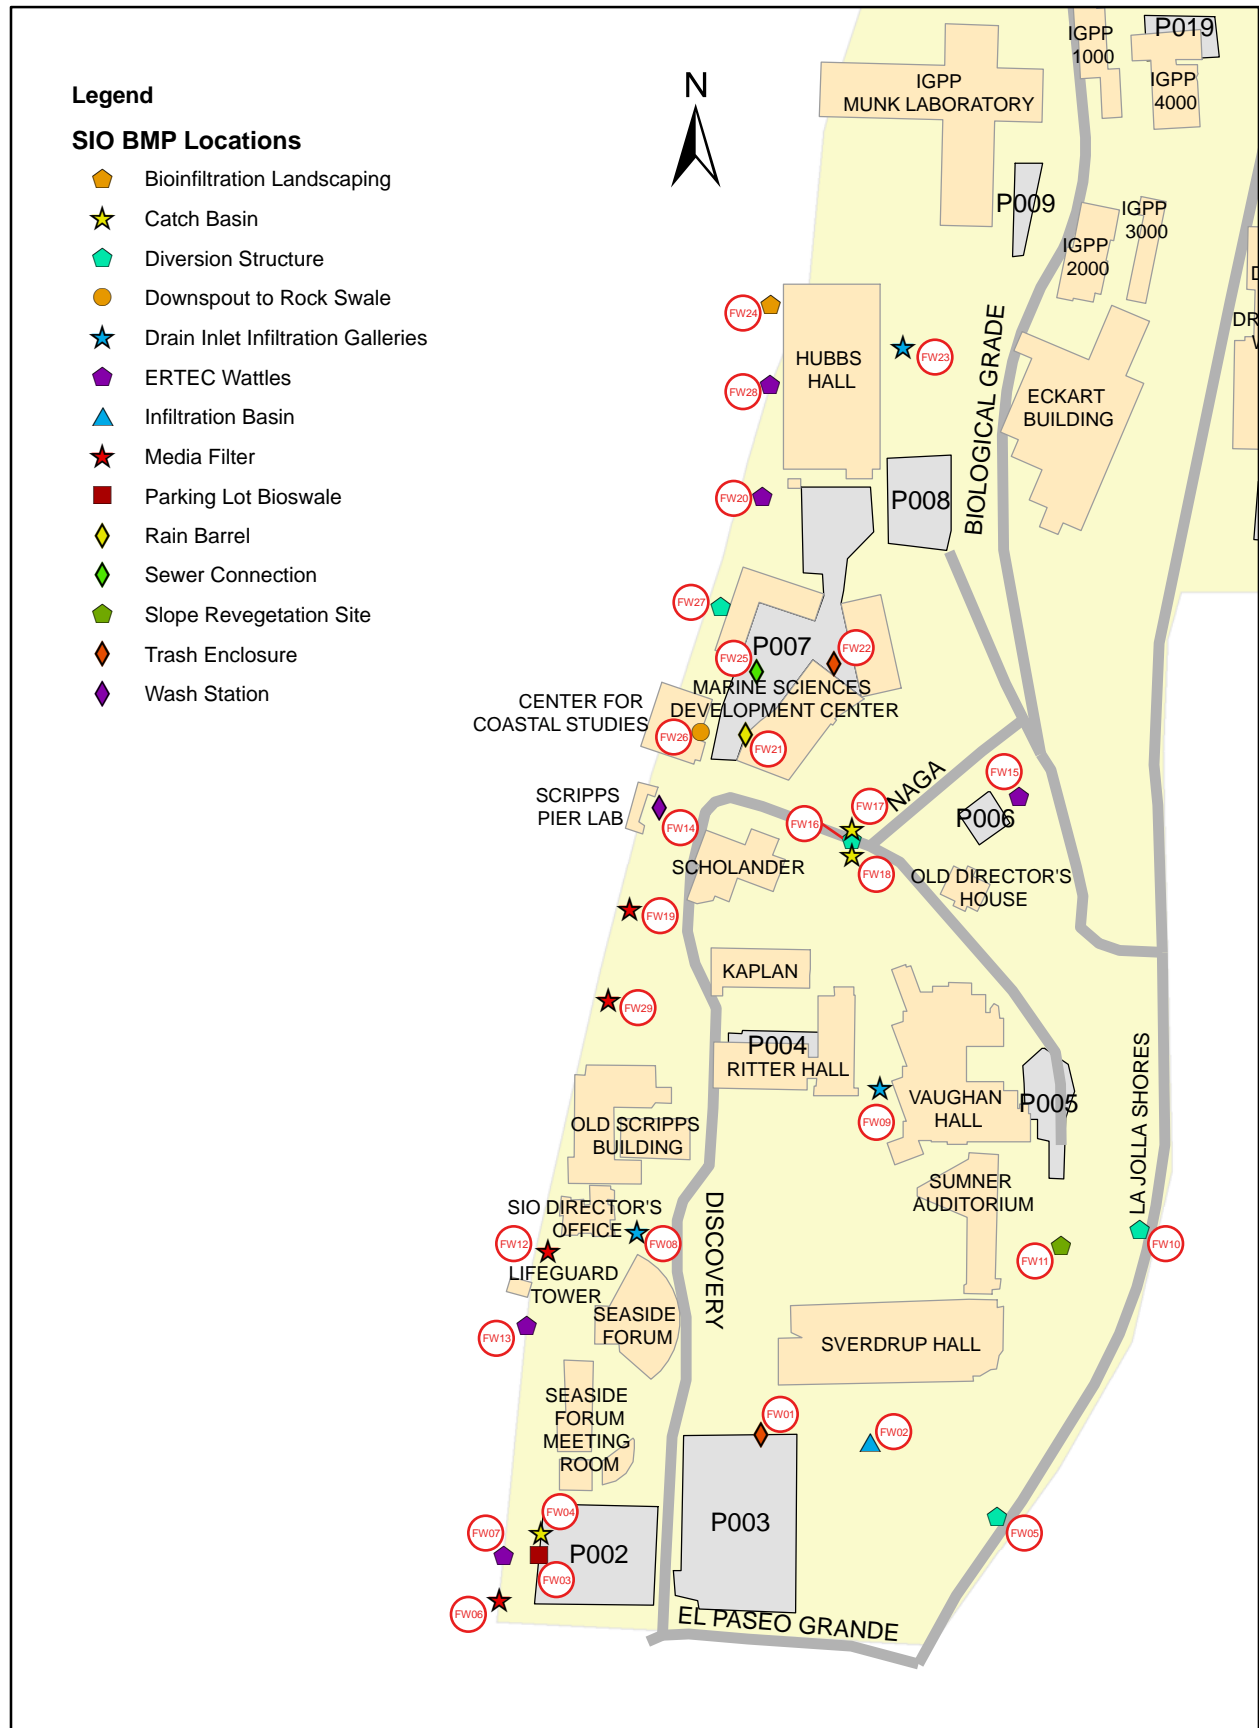 Legend
SIO BMP Locations
Bioinfiltration Landscaping
Catch Basin
Diversion Structure
Downspout to Rock Swale
Drain Inlet Infiltration Galleries
ERTEC Wattles
Infiltration Basin
Media Filter
Parking Lot Bioswale
Rain Barrel
Sewer Connection
Slope Revegetation Site
Trash Enclosure
Wash Station
N
IGPP
MUNK LABORATORY
IGPP
1000
P019
IGPP
4000
P009
IGPP
3000
IGPP
2000
D
DR
V
FW24
FW28
HUBBS
HALL
FW23
BIOLOGICAL GRADE
ECKART
BUILDING
FW20
P008
FW27
P007
FW25
FW22
MARINE SCIENCES
DEVELOPMENT CENTER
CENTER FOR
COASTAL STUDIES
FW26
FW21
SCRIPPS
PIER LAB
FW14
NAGA
FW15
FW17
FW16
P006
FW18
SCHOLANDER
OLD DIRECTOR'S
HOUSE
FW19
KAPLAN
FW29
P004
RITTER HALL
VAUGHAN
HALL
P005
FW09
LA JOLLA SHORES
OLD SCRIPPS
BUILDING
SUMNER
AUDITORIUM
SIO DIRECTOR'S
OFFICE
DISCOVERY
FW12
FW08
FW11
FW10
LIFEGUARD
TOWER
FW13
SEASIDE
FORUM
SVERDRUP HALL
SEASIDE
FORUM
MEETING
ROOM
FW01
FW02
P003
FW04
FW07
P002
FW03
FW05
FW06
EL PASEO GRANDE